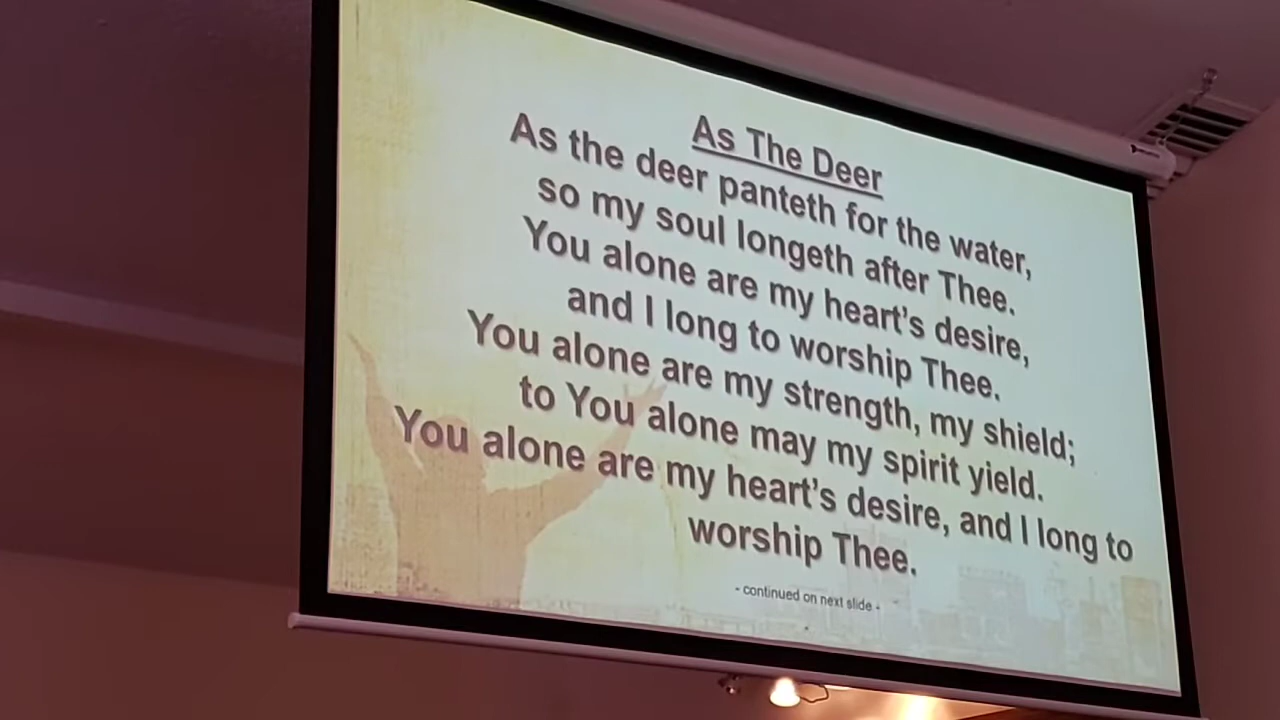 As The Deer
As the deer panteth for the water,
so my soul longeth after Thee.
You alone are my heart's desire,
and I long to worship Thee.
You alone are my strength, my shield;
to You alone may my spirit yield.
You alone are my heart's desire, and I long to
worship Thee.
- continued on next slide -